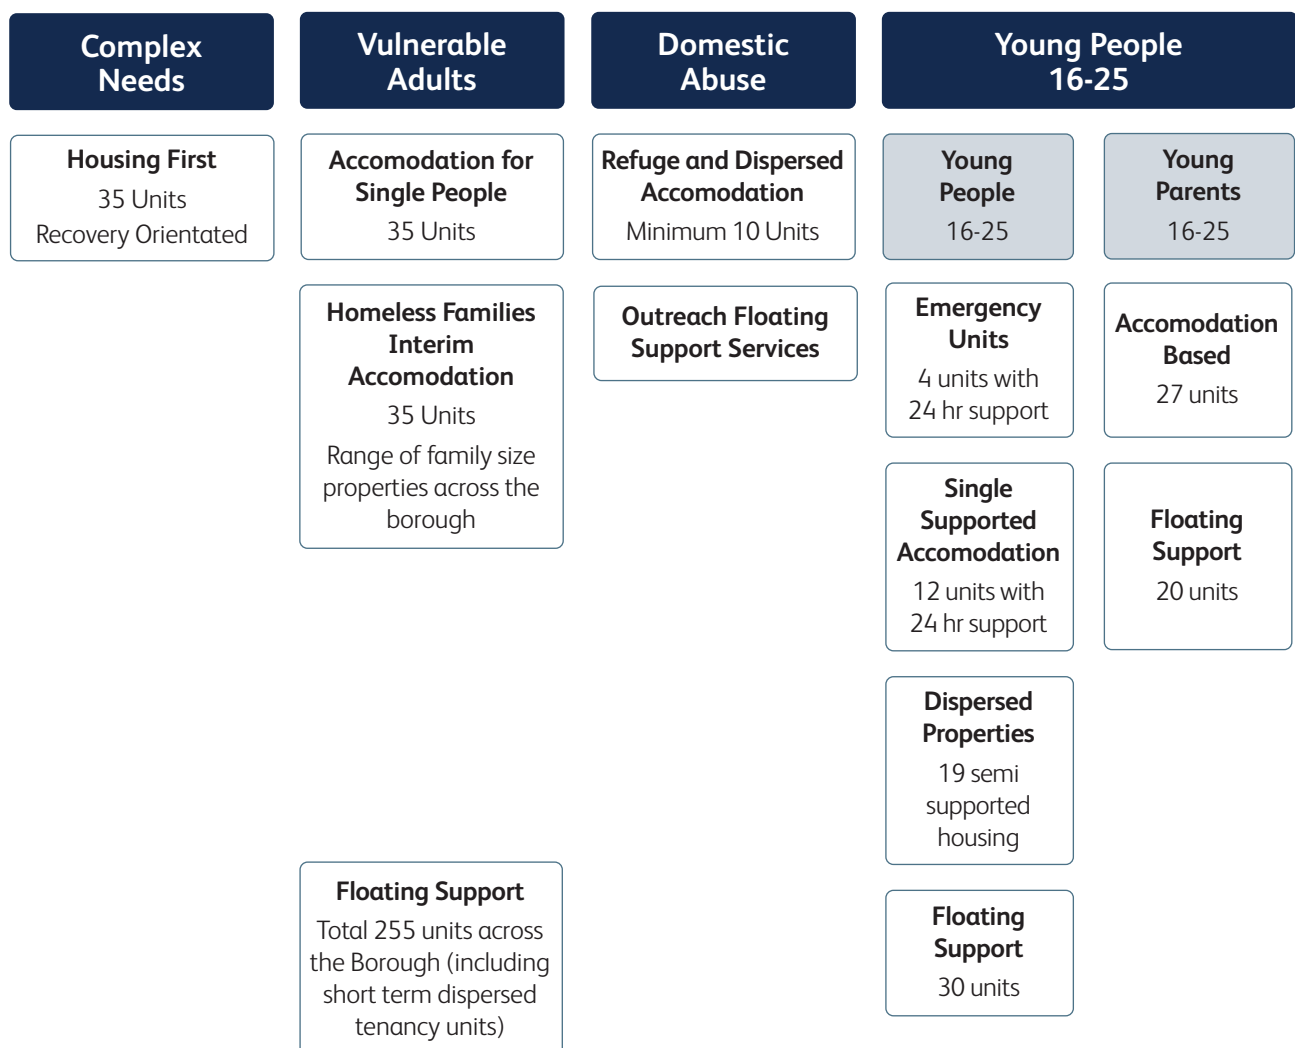 Complex
Needs
Vulnerable
Adults
Domestic
Abuse
Young People
16-25
Housing First
35 Units
Recovery Orientated
Accomodation for
Single People
35 Units
Homeless Families
Interim
Accomodation
35 Units
Range of family size
properties across the
borough
Floating Support
Total 255 units across
the Borough (including
short term dispersed
tenancy units)
Refuge and Dispersed
Accomodation
Minimum 10 Units
Outreach Floating
Support Services
Young
People
16-25
Emergency
Units
4 units with
24 hr support
Single
Supported
Accomodation
12 units with
24 hr support
Dispersed
Properties
19 semi
supported
housing
Floating
Support
30 units
Young
Parents
16-25
Accomodation
Based
27 units
Floating
Support
20 units